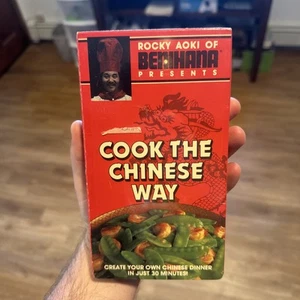 ROCKY AOKI OF
BENIHANA
PRESENTS
COOK THE
CHINESE
WAY
CREATE YOUR OWN CHINESE DINNER
IN JUST 30 MINUTES!